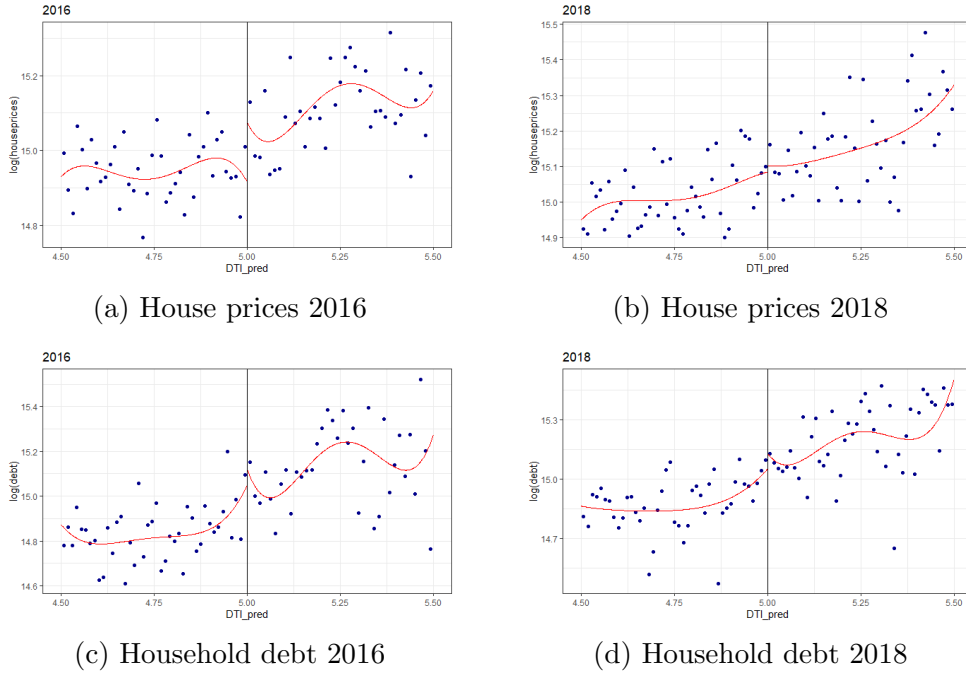 2016
log(houseprices)
15.2
15.0
14.8
4.50 4.75 5.00 5.25 5.50
DTI_pred
(a) House prices 2016
2018
log(houseprices)
15.5
15.4
15.3
15.2
15.1
15.0
14.9
4.50 4.75 5.00 5.25 5.50
DTI_pred
(b) House prices 2018
2016
log(debt)
15.4
15.2
15.0
14.8
14.6
4.50 4.75 5.00 5.25 5.50
DTI_pred
(c) Household debt 2016
2018
log(debt)
15.3
15.0
14.7
4.50 4.75 5.00 5.25 5.50
DTI_pred
(d) Household debt 2018